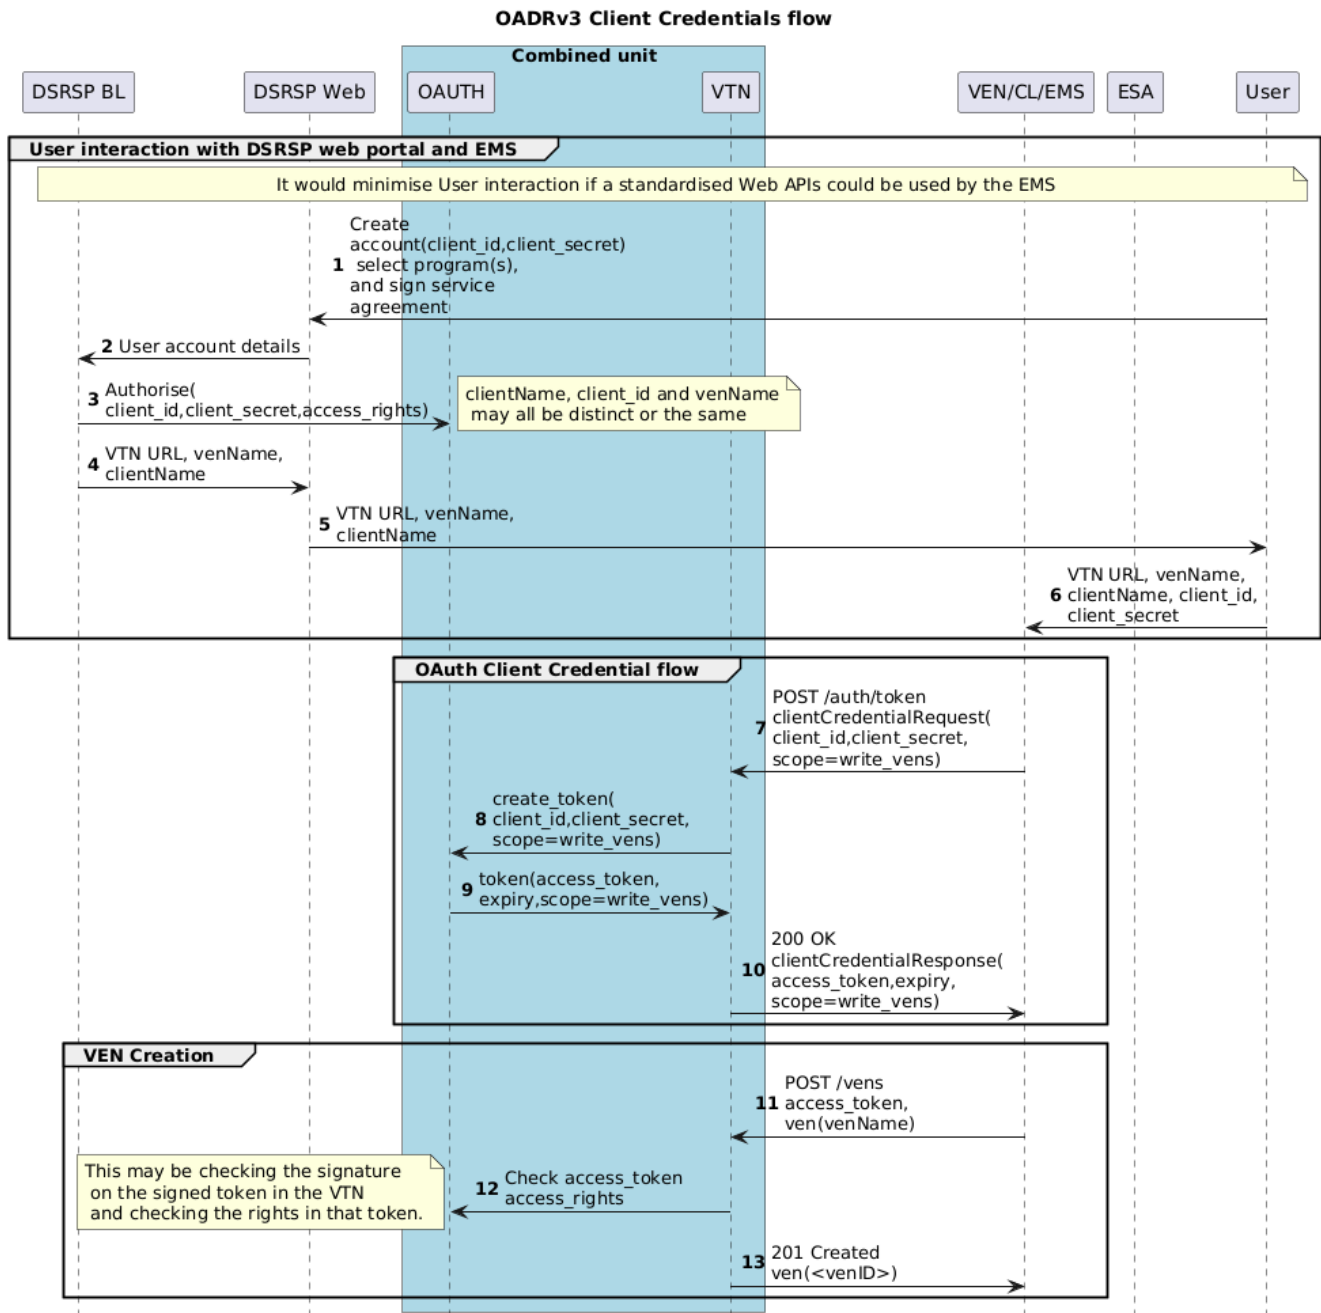 OADRv3 Client Credentials flow
Combined unit
DSRSP BL
DSRSP Web
OAUTH
VTN
VEN/CL/EMS
ESA
User
User interaction with DSRSP web portal and EMS
It would minimise User interaction if a standardised Web APIs could be used by the EMS
Create
account(client_id,client_secret)
1 select program(s),
and sign service
agreement
2 User account details
Authorise(
3 client_id,client_secret,access_rights)
clientName, client_id and venName
may all be distinct or the same
VTN URL, venName,
4 clientName
VTN URL, venName,
5 clientName
VTN URL, venName,
6 clientName, client_id,
client_secret
OAuth Client Credential flow
POST /auth/token
7 clientCredentialRequest(
client_id,client_secret,
scope=write_vens)
create_token(
8 client_id,client_secret,
scope=write_vens)
token(access_token,
9 expiry,scope=write_vens)
200 OK
clientCredentialResponse(
10 access_token,expiry,
scope=write_vens)
VEN Creation
POST /vens
11 access_token,
ven(venName)
This may be checking the signature
on the signed token in the VTN
and checking the rights in that token.
12 Check access_token
access_rights
13 201 Created
ven(<venID>)